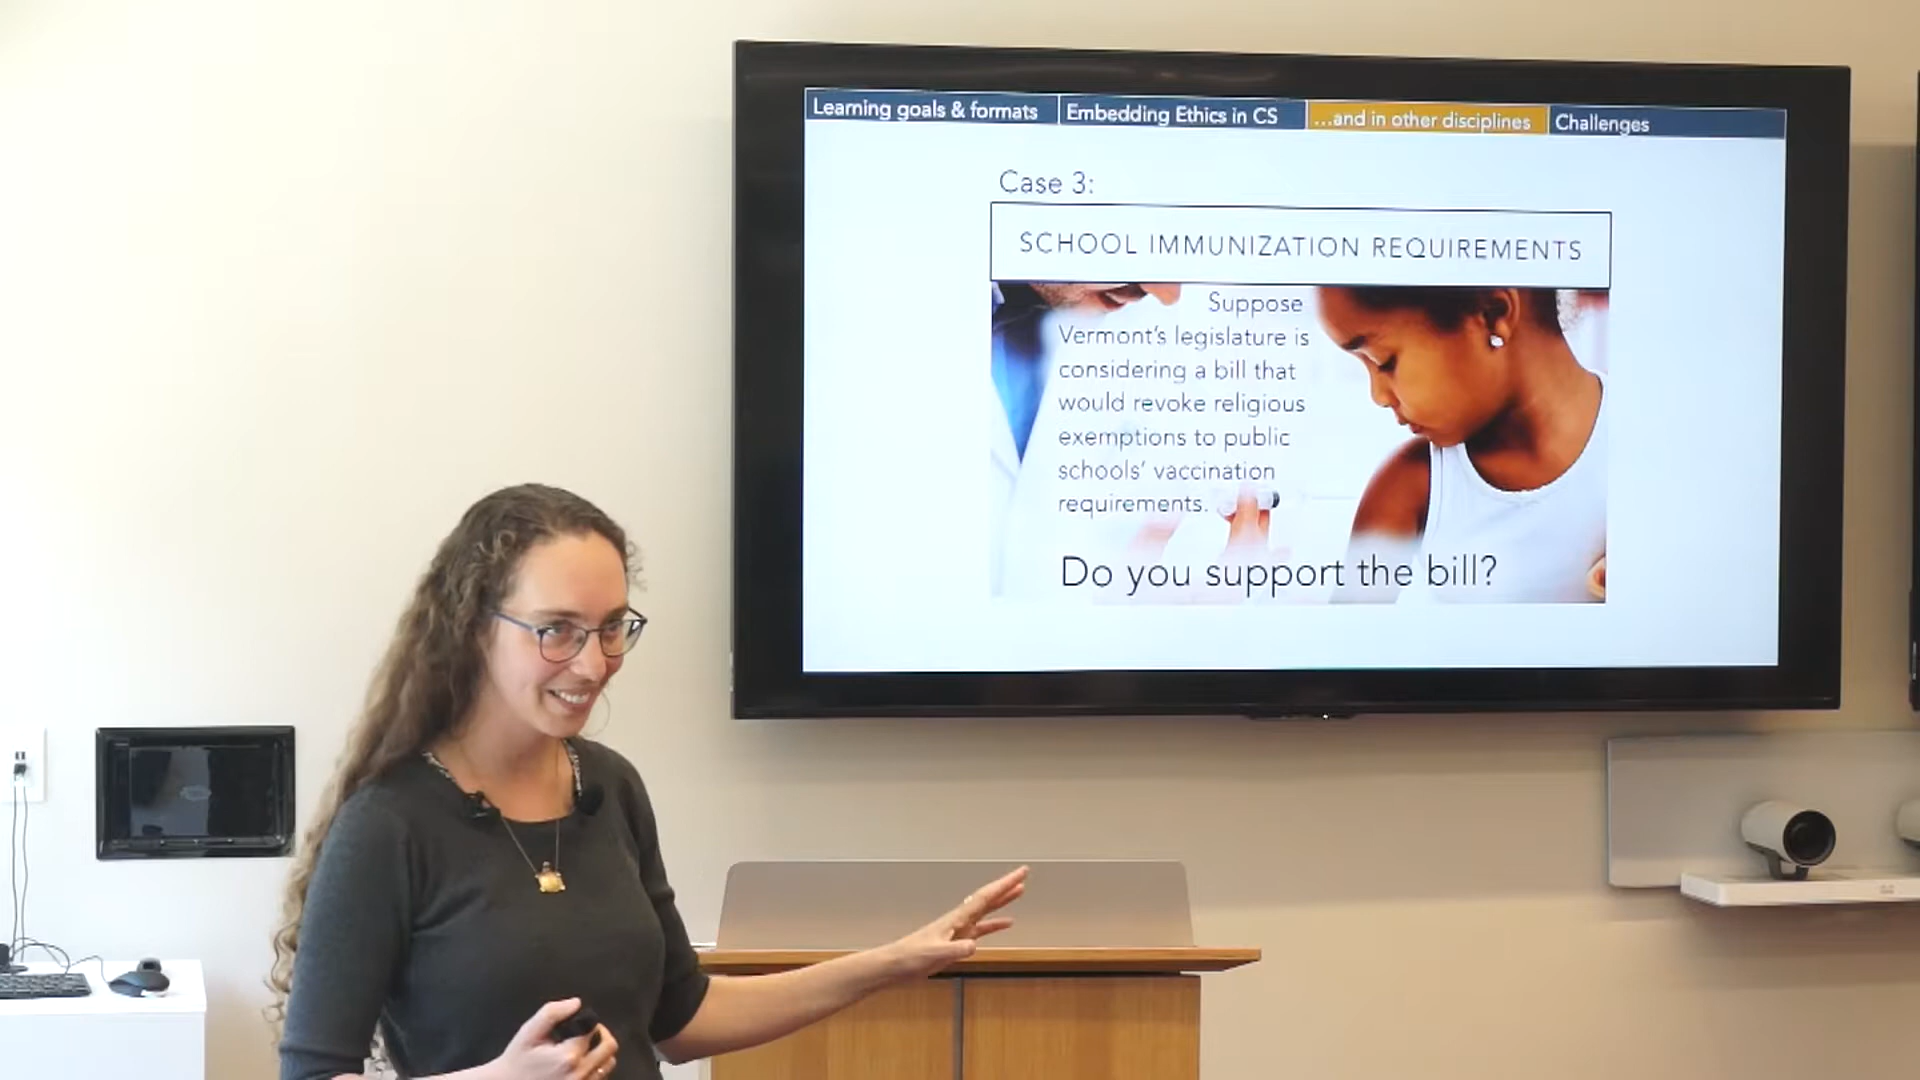 Learning goals & formats
Embedding Ethics in CS
...and in other disciplines
Challenges
Case 3:
SCHOOL IMMUNIZATION REQUIREMENTS
Suppose
Vermont's legislature is
considering a bill that
would revoke religious
exemptions to public
schools' vaccination
requirements.
Do you support the bill?